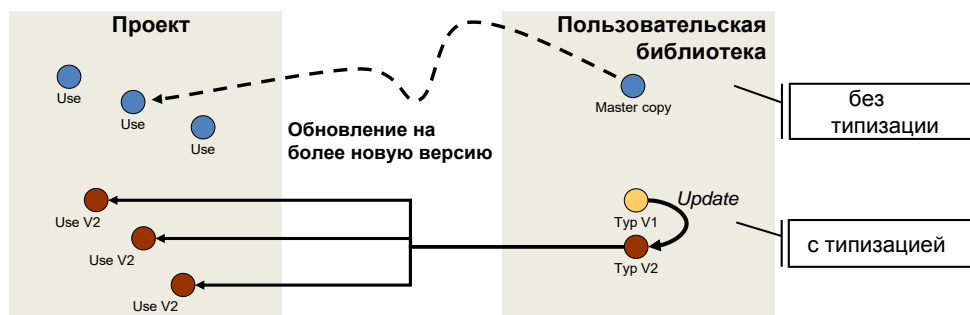 Проект
Пользовательская
библиотека
Use
Use
Use
Master copy
без
типизации
Обновление на
более новую версию
Use V2
Use V2
Use V2
Typ V1
Update
Typ V2
с типизацией